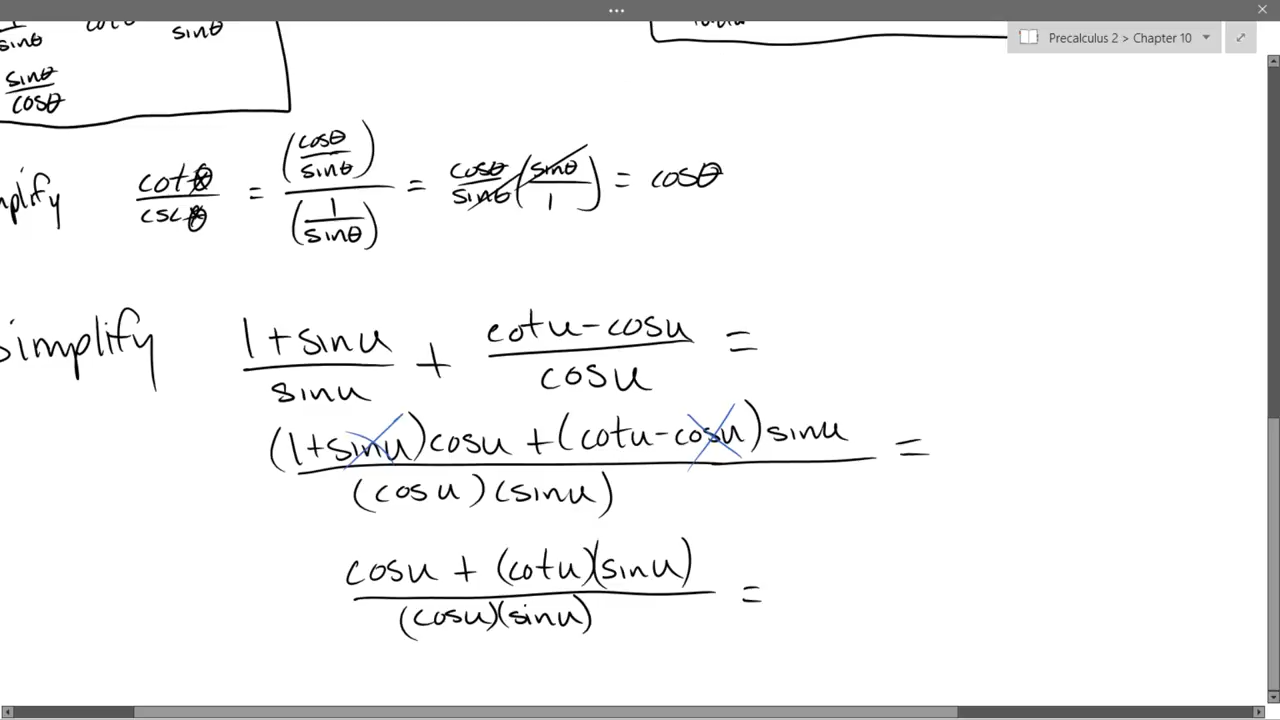 sinθ
sinθ
Precalculus 2 > Chapter 10
sinθ/cosθ
cotθ/cscθ = (cosθ/sinθ)/(1/sinθ) = cosθ/sinθ (sinθ/1) = cosθ
simplify (1+sinu)/sinu + (cotu-cosu)/cosu =
((1+sinu)cosu + (cotu-cosu)sinu)/((cosu)(sinu)) =
(cosu + (cotu)(sinu))/((cosu)(sinu)) =